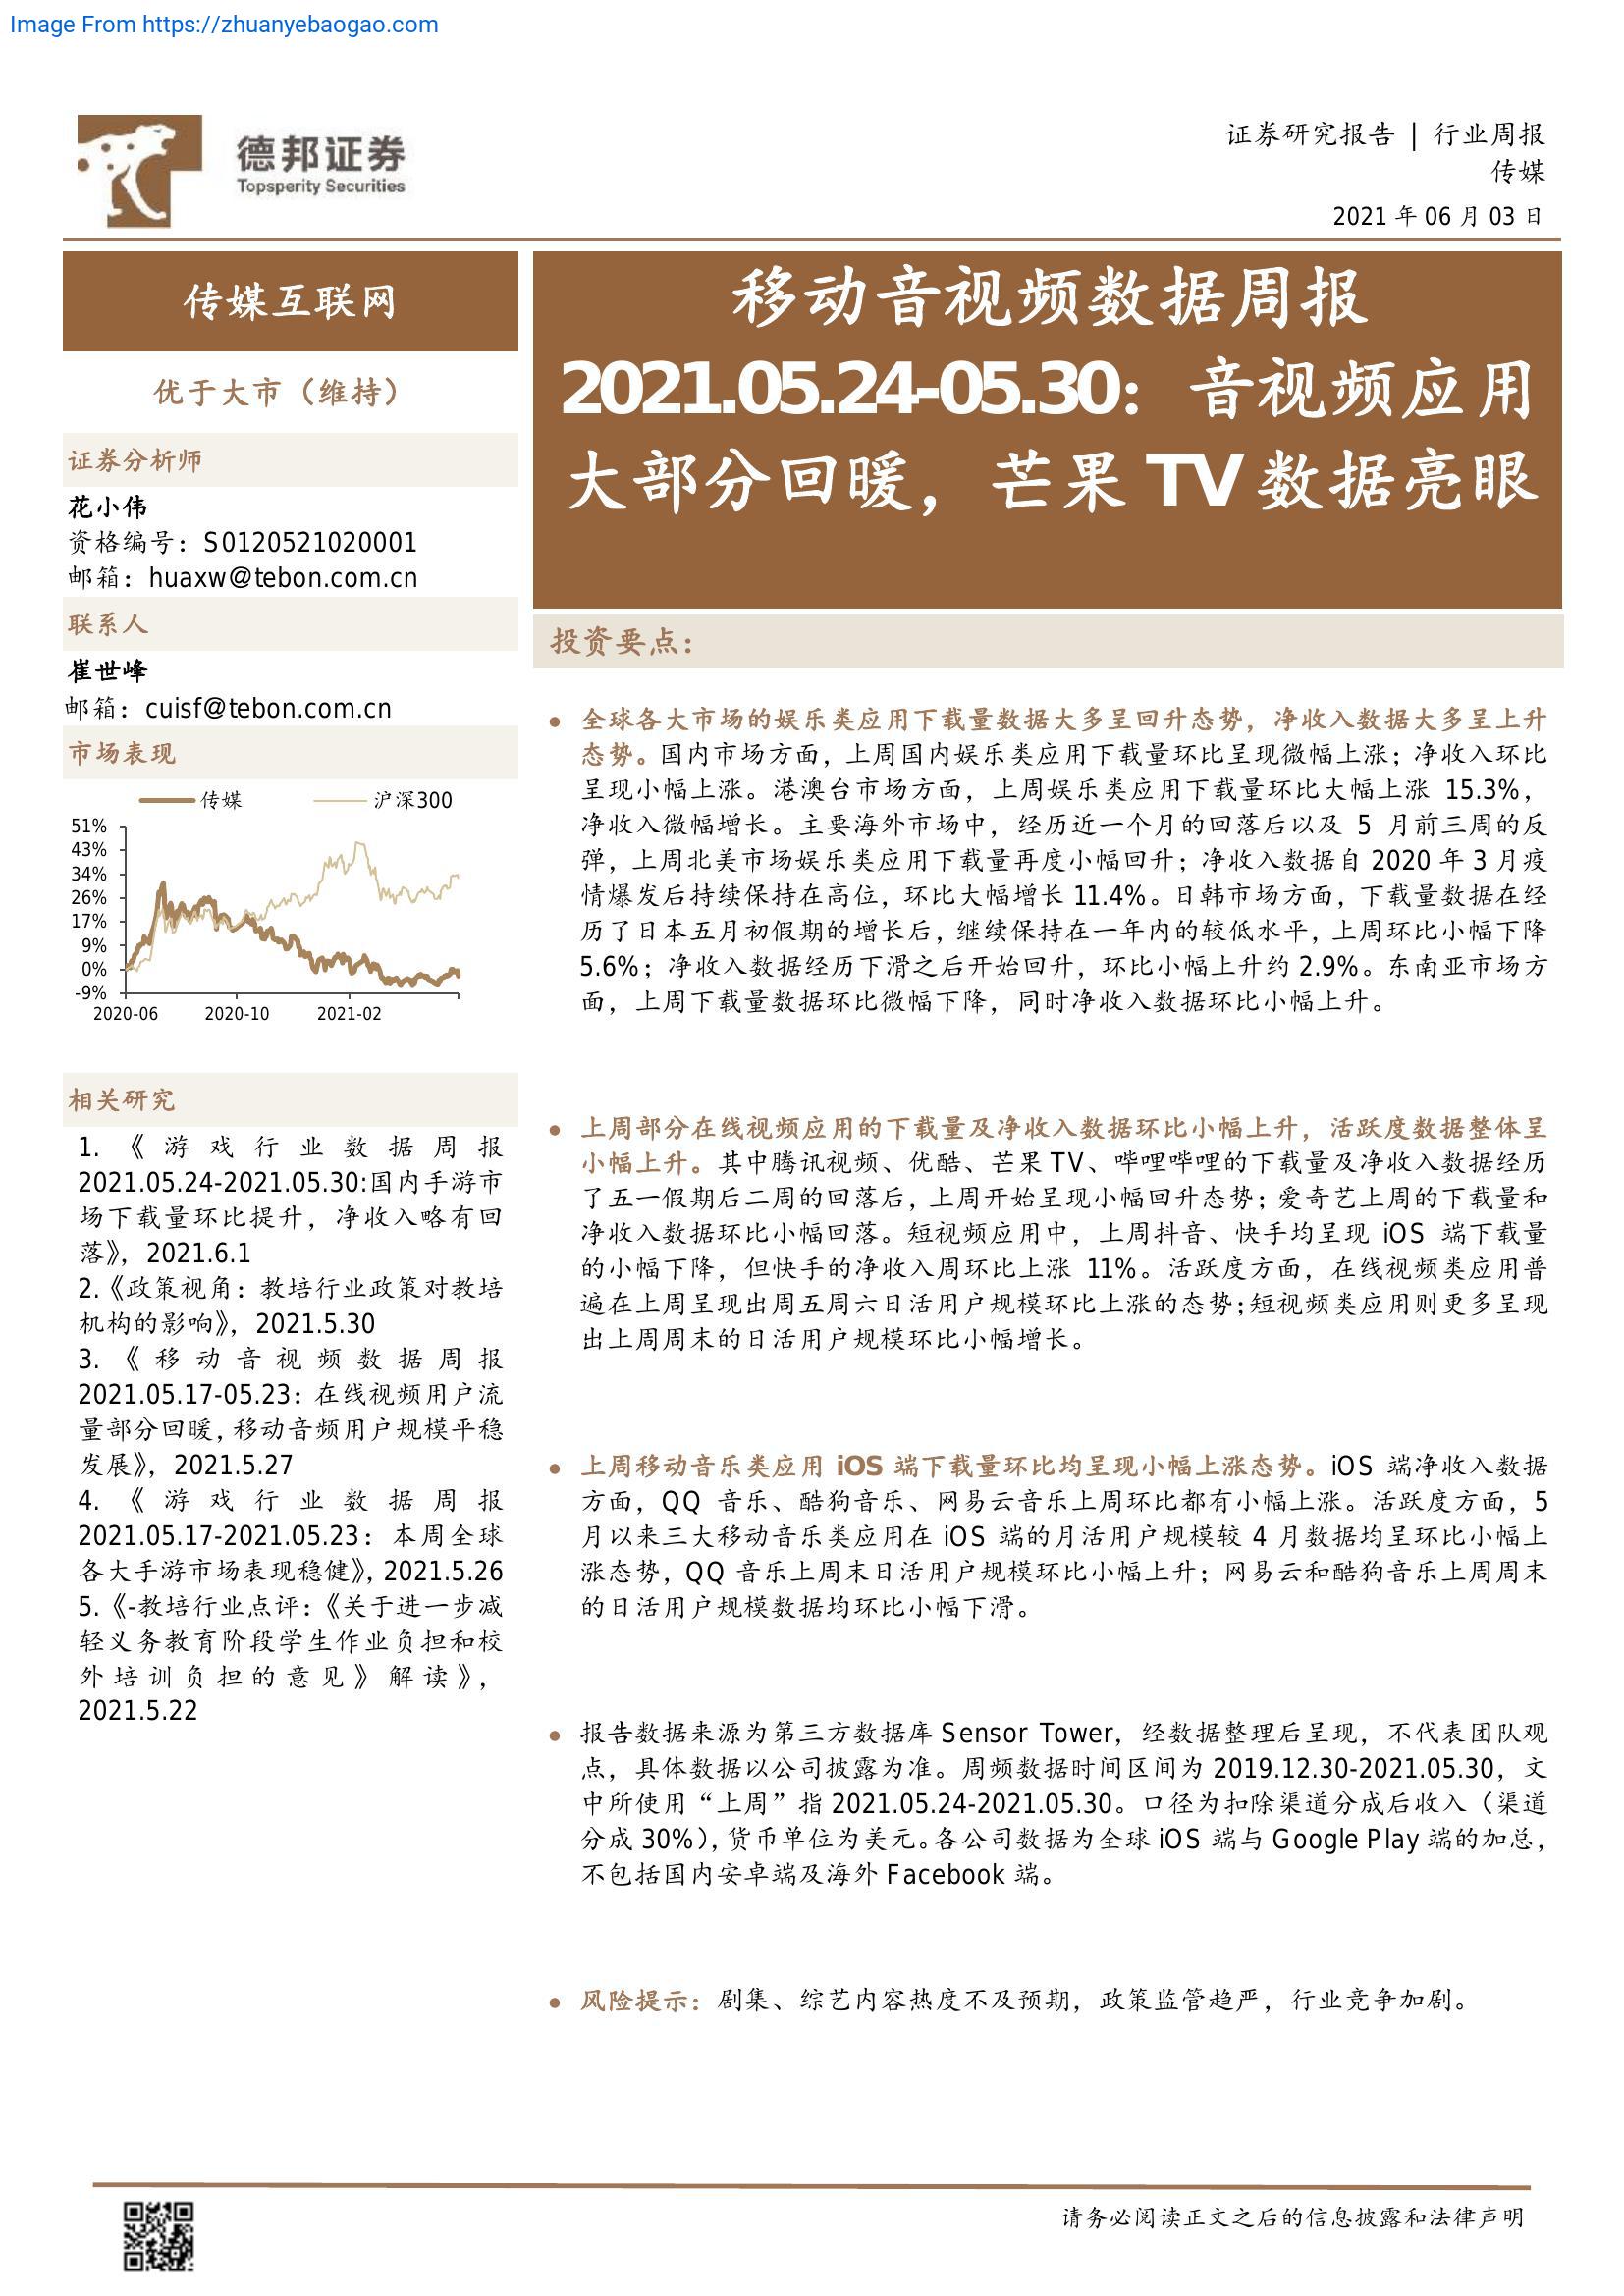 Image From https://zhuanyebaogao.com
德邦证券
Topsperity Securities
证券研究报告 | 行业周报
传媒
2021 年 06 月 03 日
传媒互联网
优于大市（维持）
证券分析师
花小伟
资格编号：S0120521020001
邮箱：huaxw@tebon.com.cn
联系人
崔世峰
邮箱：cuisf@tebon.com.cn
市场表现
传媒
沪深300
51%
43%
34%
26%
17%
9%
0%
-9%
2020-06
2020-10
2021-02
相关研究
1.《游戏行业数据周报
2021.05.24-2021.05.30:国内手游市
场下载量环比提升，净收入略有回
落》，2021.6.1
2.《政策视角：教培行业政策对教培
机构的影响》，2021.5.30
3.《移动音视频数据周报
2021.05.17-05.23：在线视频用户流
量部分回暖，移动音频用户规模平稳
发展》，2021.5.27
4.《游戏行业数据周报
2021.05.17-2021.05.23：本周全球
各大手游市场表现稳健》，2021.5.26
5.《-教培行业点评：《关于进一步减
轻义务教育阶段学生作业负担和校
外培训负担的意见》解读》，
2021.5.22
移动音视频数据周报
2021.05.24-05.30：音视频应用
大部分回暖，芒果 TV 数据亮眼
投资要点：
● 全球各大市场的娱乐类应用下载量数据大多呈回升态势，净收入数据大多呈上升
态势。国内市场方面，上周国内娱乐类应用下载量环比呈现微幅上涨；净收入环比
呈现小幅上涨。港澳台市场方面，上周娱乐类应用下载量环比大幅上涨 15.3%，
净收入微幅增长。主要海外市场中，经历近一个月的回落后以及 5 月前三周的反
弹，上周北美市场娱乐类应用下载量再度小幅回升；净收入数据自 2020 年 3 月疫
情爆发后持续保持在高位，环比大幅增长 11.4%。日韩市场方面，下载量数据在经
历了日本五月初假期的增长后，继续保持在一年内的较低水平，上周环比小幅下降
5.6%；净收入数据经历下滑之后开始回升，环比小幅上升约 2.9%。东南亚市场方
面，上周下载量数据环比微幅下降，同时净收入数据环比小幅上升。
● 上周部分在线视频应用的下载量及净收入数据环比小幅上升，活跃度数据整体呈
小幅上升。其中腾讯视频、优酷、芒果 TV、哔哩哔哩的下载量及净收入数据经历
了五一假期后二周的回落后，上周开始呈现小幅回升态势；爱奇艺上周的下载量和
净收入数据环比小幅回落。短视频应用中，上周抖音、快手均呈现 iOS 端下载量
的小幅下降，但快手的净收入周环比上涨 11%。活跃度方面，在线视频类应用普
遍在上周呈现出周五周六日活用户规模环比上涨的态势；短视频类应用则更多呈现
出上周周末的日活用户规模环比小幅增长。
● 上周移动音乐类应用 iOS 端下载量环比均呈现小幅上涨态势。iOS 端净收入数据
方面，QQ 音乐、酷狗音乐、网易云音乐上周环比都有小幅上涨。活跃度方面，5
月以来三大移动音乐类应用在 iOS 端的月活用户规模较 4 月数据均呈环比小幅上
涨态势，QQ 音乐上周末日活用户规模环比小幅上升；网易云和酷狗音乐上周周末
的日活用户规模数据均环比小幅下滑。
● 报告数据来源为第三方数据库 Sensor Tower，经数据整理后呈现，不代表团队观
点，具体数据以公司披露为准。周频数据时间区间为 2019.12.30-2021.05.30，文
中所使用“上周”指 2021.05.24-2021.05.30。口径为扣除渠道分成后收入（渠道
分成 30%），货币单位为美元。各公司数据为全球 iOS 端与 Google Play 端的加总，
不包括国内安卓端及海外 Facebook 端。
● 风险提示：剧集、综艺内容热度不及预期，政策监管趋严，行业竞争加剧。
请务必阅读正文之后的信息披露和法律声明